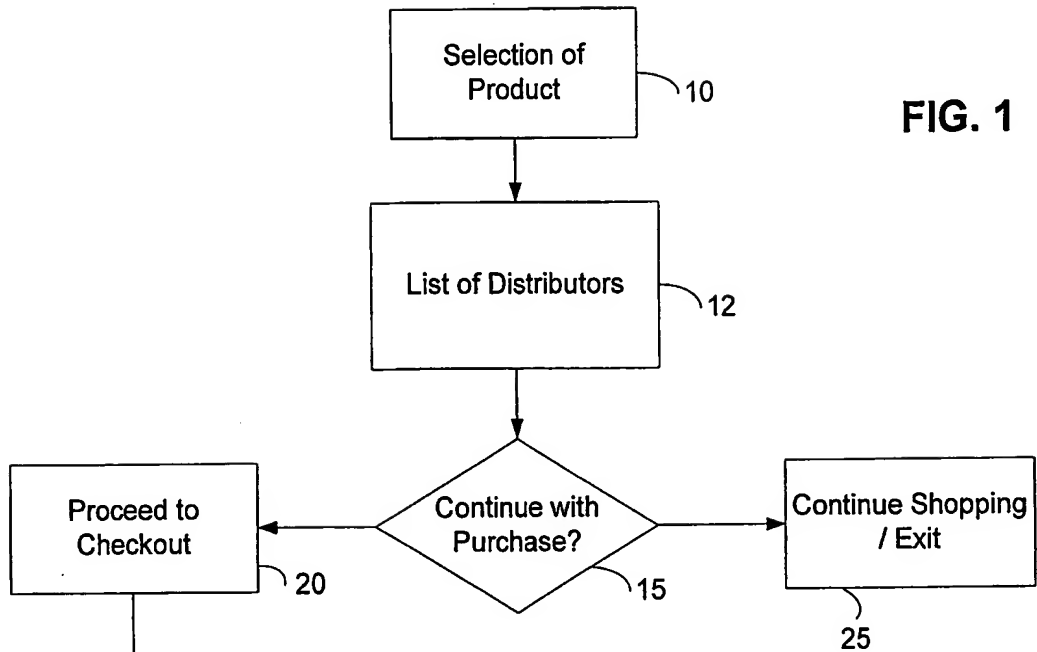 Selection of
Product
10
FIG. 1
List of Distributors
12
Proceed to
Checkout
20
Continue with
Purchase?
15
Continue Shopping
/ Exit
25